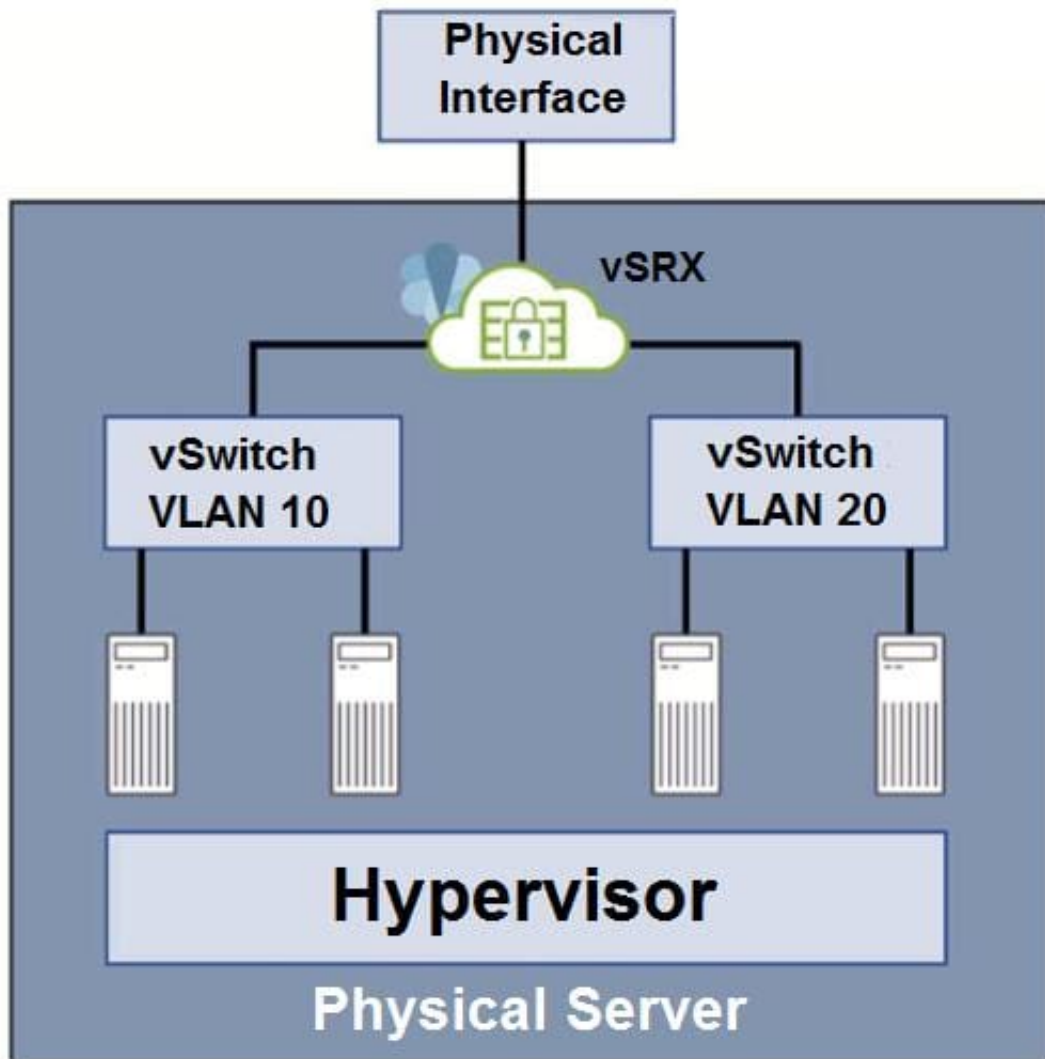 Physical
Interface
vSRX
vSwitch
VLAN 10
vSwitch
VLAN 20
Hypervisor
Physical Server